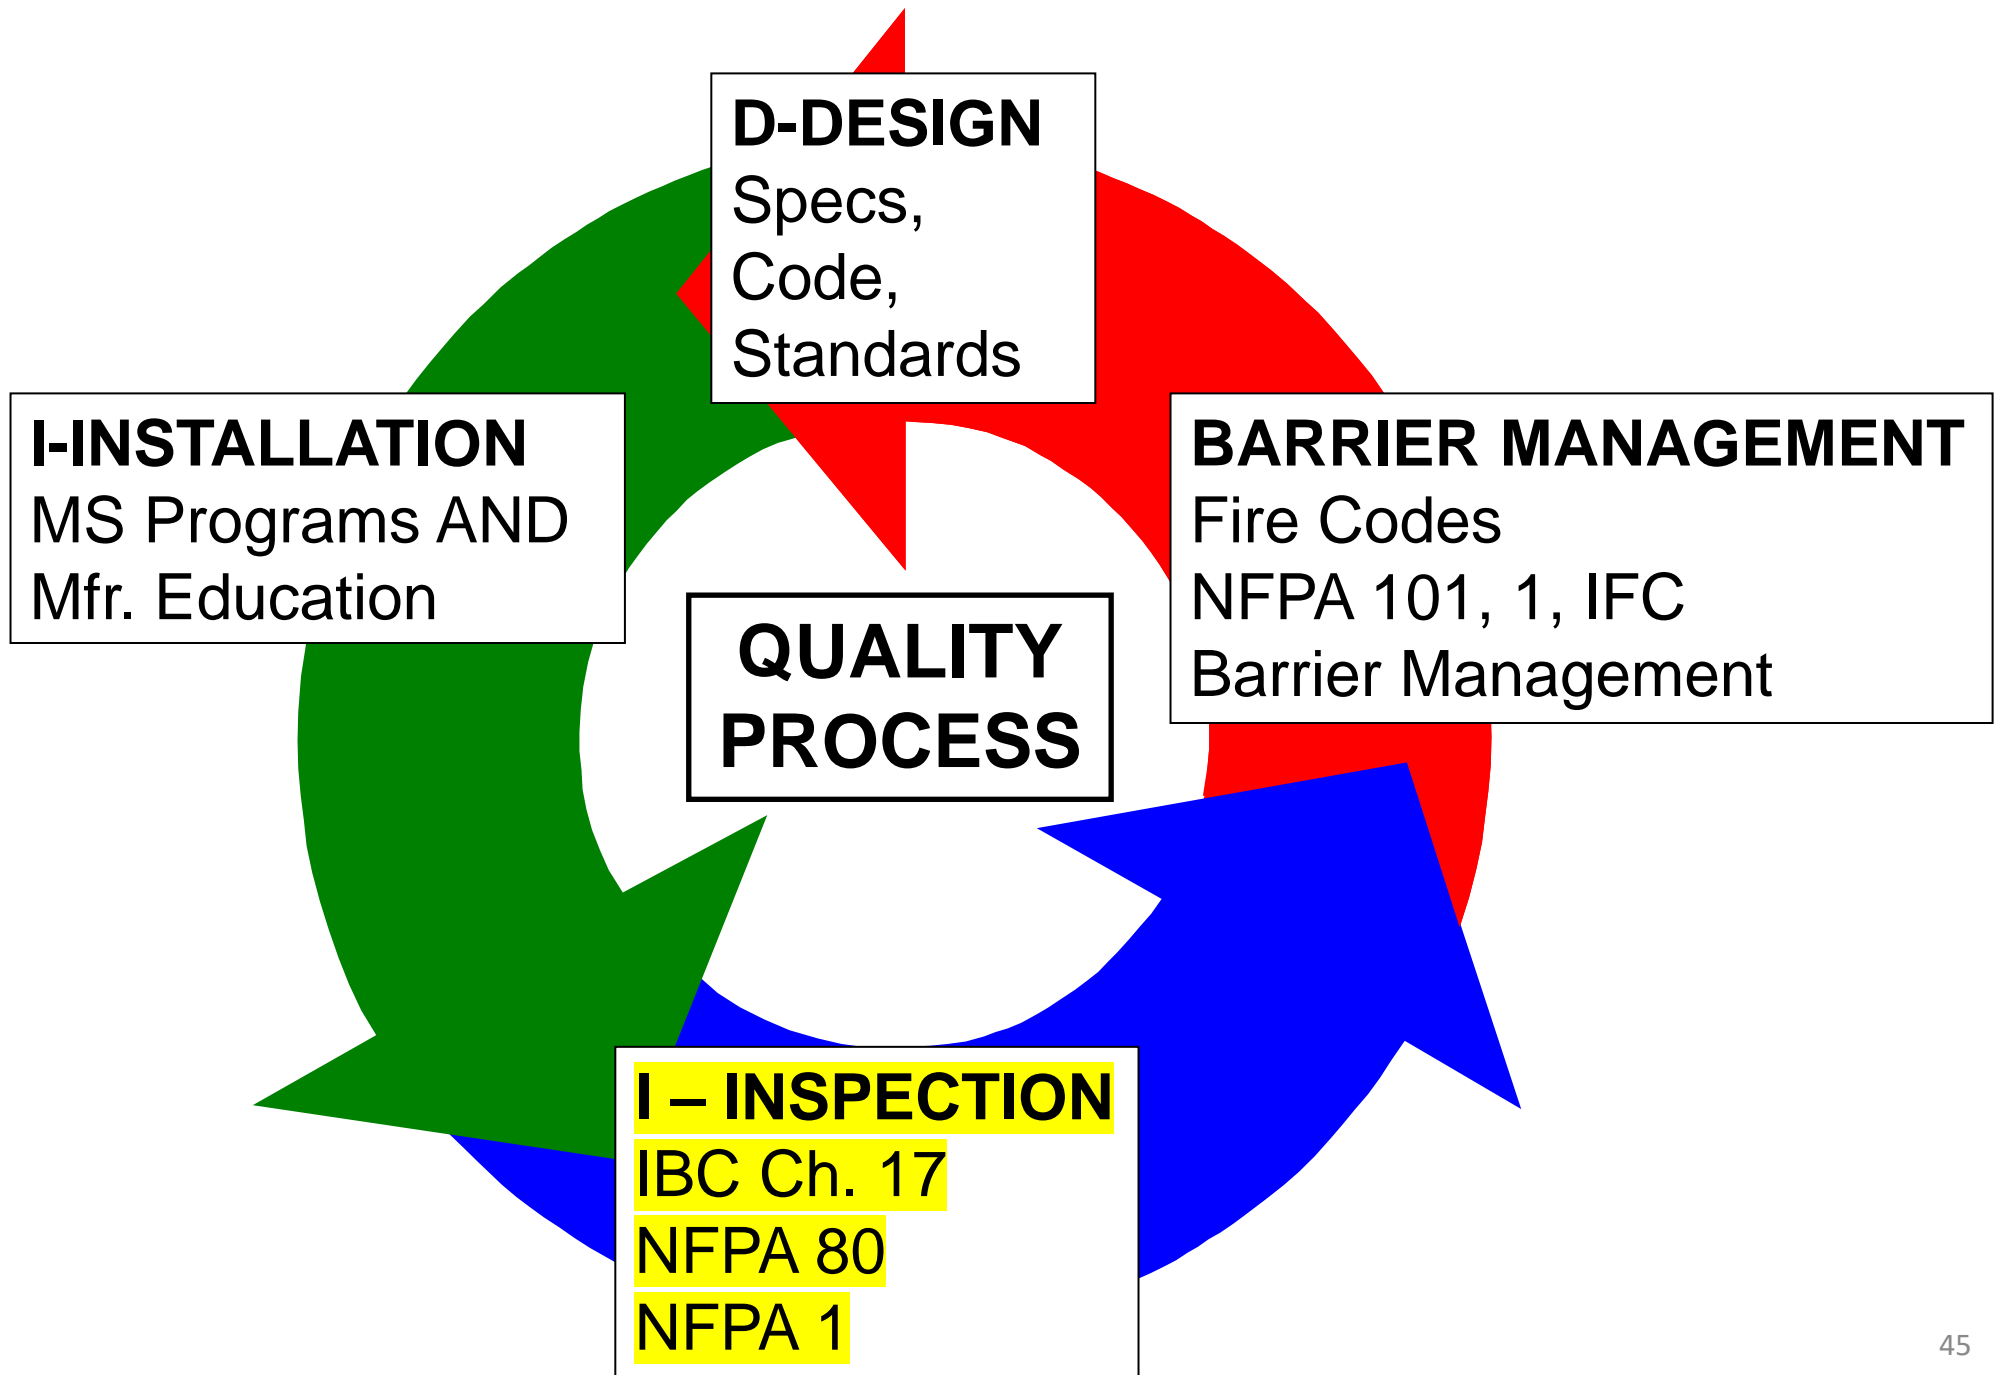 D-DESIGN
Specs,
Code,
Standards
I-INSTALLATION
MS Programs AND
Mfr. Education
BARRIER MANAGEMENT
Fire Codes
NFPA 101, 1, IFC
Barrier Management
QUALITY
PROCESS
I – INSPECTION
IBC Ch. 17
NFPA 80
NFPA 1
45